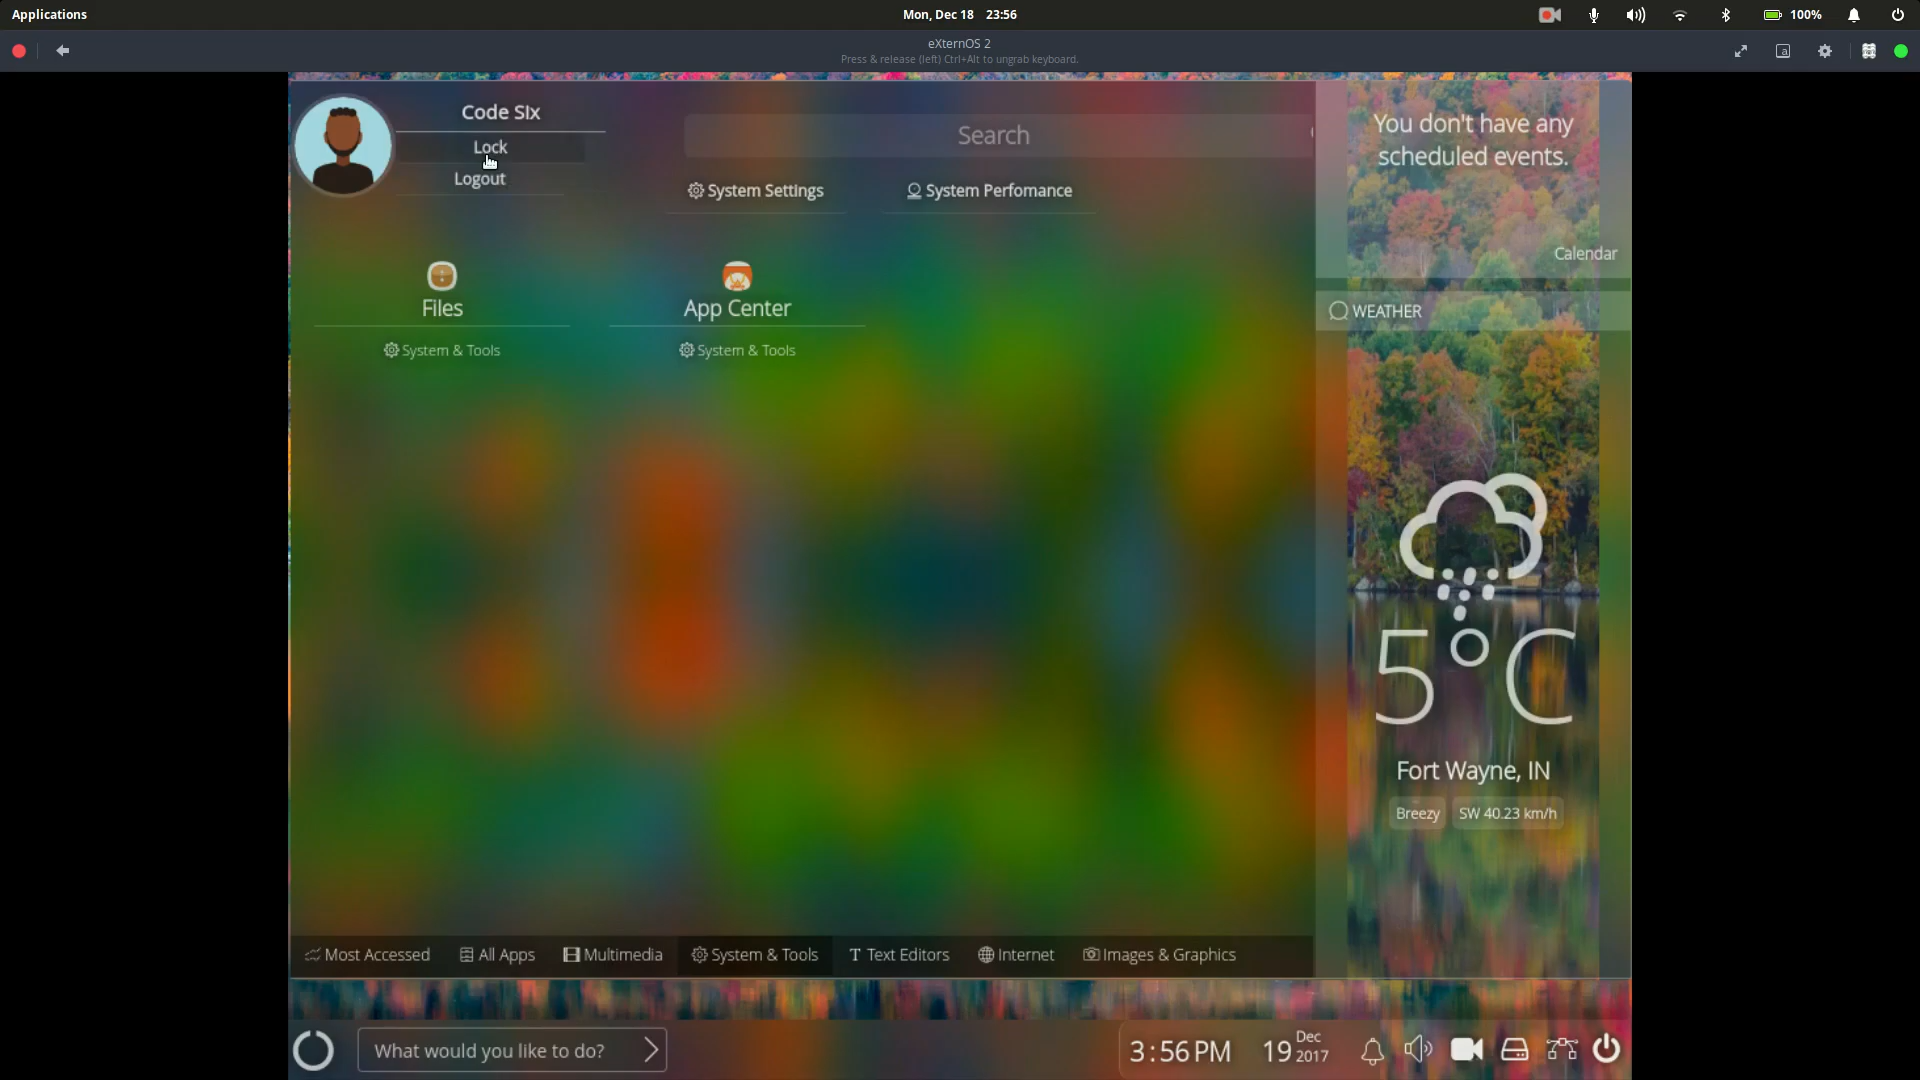 Applications
Mon, Dec 18 23:56
100%
eXternOS 2
Press & release (left) Ctrl+Alt to ungrab keyboard.
a
Code SIx
Lock
Logout
Search
System Settings
System Perfomance
You don't have any
scheduled events.
Calendar
Files
System & Tools
App Center
System & Tools
WEATHER
5°C
Fort Wayne, IN
Breezy
SW 40.23 km/h
Most Accessed
All Apps
Multimedia
System & Tools
Text Editors
Internet
Images & Graphics
What would you like to do?
3:56 PM
19 Dec
2017